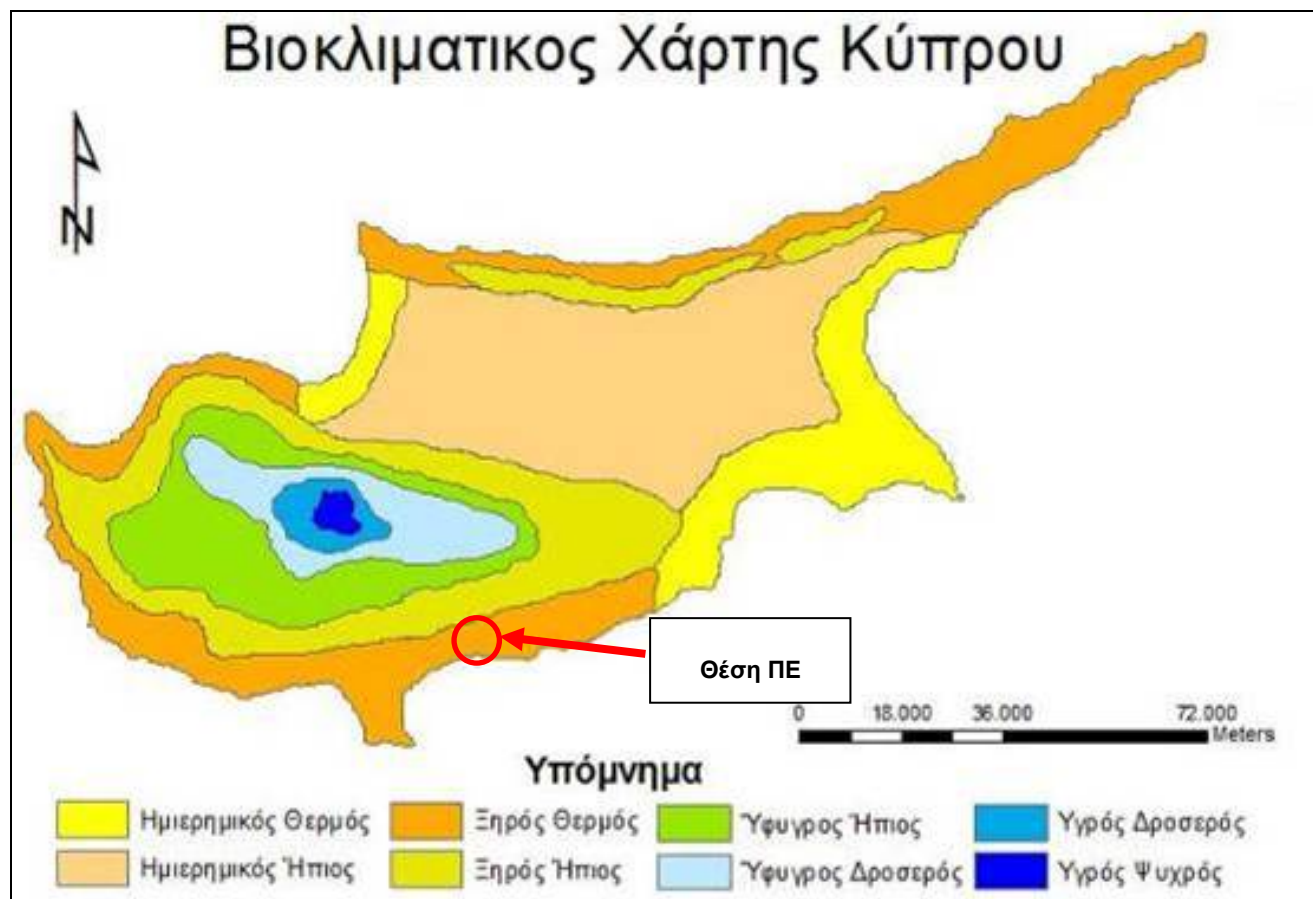 Βιοκλιματικος Χάρτης Κύπρου
N
Θέση ΠΕ
0 18.000 36.000 72.000
Meters
Υπόμνημα
Ημιερημικός Θερμός Ξηρός Θερμός Ύφυγρος Ήπιος Υγρός Δροσερός
Ημιερημικός Ήπιος Ξηρός Ήπιος Ύφυγρος Δροσερός Υγρός Ψυχρός